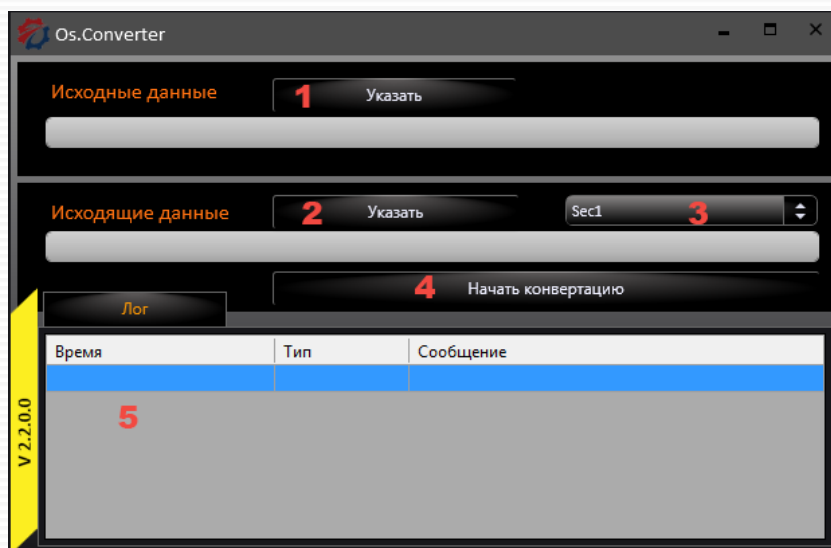 Os.Converter
Исходные данные 1 Указать
Исходящие данные 2 Указать Sec1 3
4 Начать конвертацию
Лог
Время Тип Сообщение
5
V 2.2.0.0